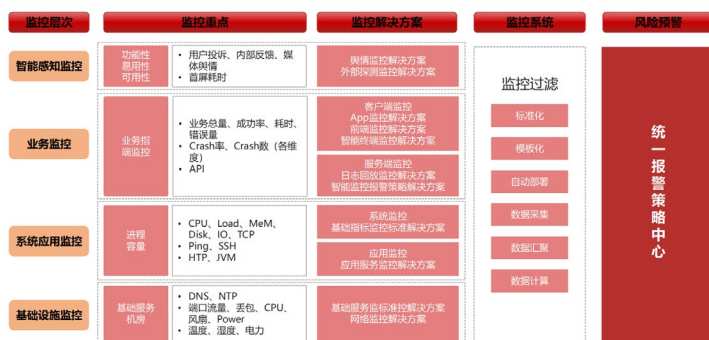 监控层次
监控重点
监控解决方案
监控系统
风险预警
智能感知监控
功能性
易用性
可用性
• 用户投诉、内部反馈、媒
体舆情
• 首屏耗时
舆情监控解决方案
外部探测监控解决方案
业务监控
业务指
端监控
• 业务总量、成功率、耗时、
错误量
• Crash率、Crash数（各维
度）
• API
客户端监控
App监控解决方案
前端监控解决方案
智能终端监控解决方案
服务端监控
日志回放监控解决方案
智能监控报警策略解决方案
系统应用监控
进程
容量
• CPU、Load、MeM、
Disk、IO、TCP
• Ping、SSH
• HTP、JVM
系统监控
基础指标监控标准解决方案
应用监控
应用服务监控解决方案
基础设施监控
基础服务
机房
• DNS、NTP
• 端口流量、丢包、CPU、
风扇、Power
• 温度、湿度、电力
基础服务监标准控解决方案
网络监控解决方案
监控过滤
标准化
模板化
自动部署
数据采集
数据汇聚
数据计算
统一报警策略中心